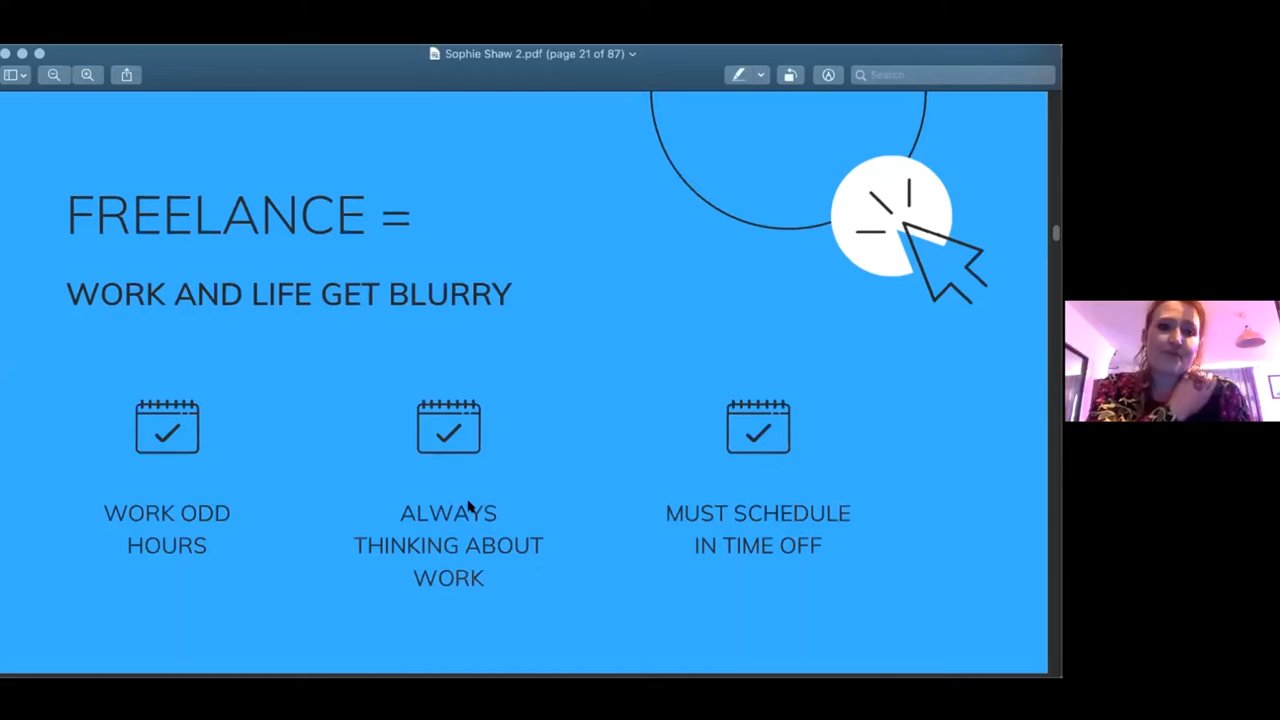 Sophie Shaw 2.pdf (page 21 of 87)
Search
FREELANCE =
WORK AND LIFE GET BLURRY
WORK ODD
HOURS
ALWAYS
THINKING ABOUT
WORK
MUST SCHEDULE
IN TIME OFF